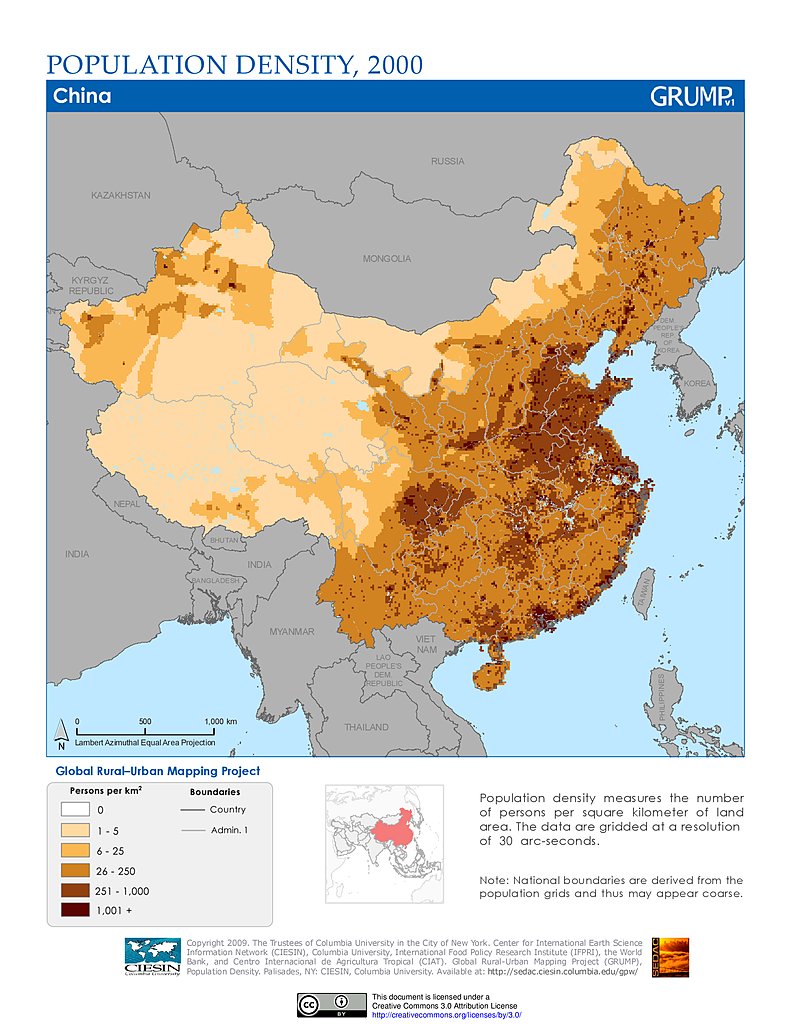 POPULATION DENSITY, 2000
China
GRUMPv1
RUSSIA
KAZAKHSTAN
MONGOLIA
KYRGYZ
REPUBLIC
DEM.
PEOPLE'S
REP.
OF
KOREA
KOREA
NEPAL
BHUTAN
INDIA
INDIA
BANGLADESH
TAIWAN
MYANMAR
VIET
NAM
LAO
PEOPLE'S
DEM.
REPUBLIC
PHILIPPINES
THAILAND
0 500 1,000 km
N
Lambert Azimuthal Equal Area Projection
Global Rural–Urban Mapping Project
Persons per km²
0
1 - 5
6 - 25
26 - 250
251 - 1,000
1,001 +
Boundaries
Country
Admin. 1
Population density measures the number
of persons per square kilometer of land
area. The data are gridded at a resolution
of 30 arc-seconds.
Note: National boundaries are derived from the
population grids and thus may appear coarse.
CIESIN
Columbia University
Copyright 2009. The Trustees of Columbia University in the City of New York. Center for International Earth Science
Information Network (CIESIN), Columbia University, International Food Policy Research Institute (IFPRI), the World
Bank, and Centro Internacional de Agricultura Tropical (CIAT). Global Rural-Urban Mapping Project (GRUMP),
Population Density. Palisades, NY: CIESIN, Columbia University. Available at: http://sedac.ciesin.columbia.edu/gpw/
SEDAC
cc
BY
This document is licensed under a
Creative Commons 3.0 Attribution License
http://creativecommons.org/licenses/by/3.0/